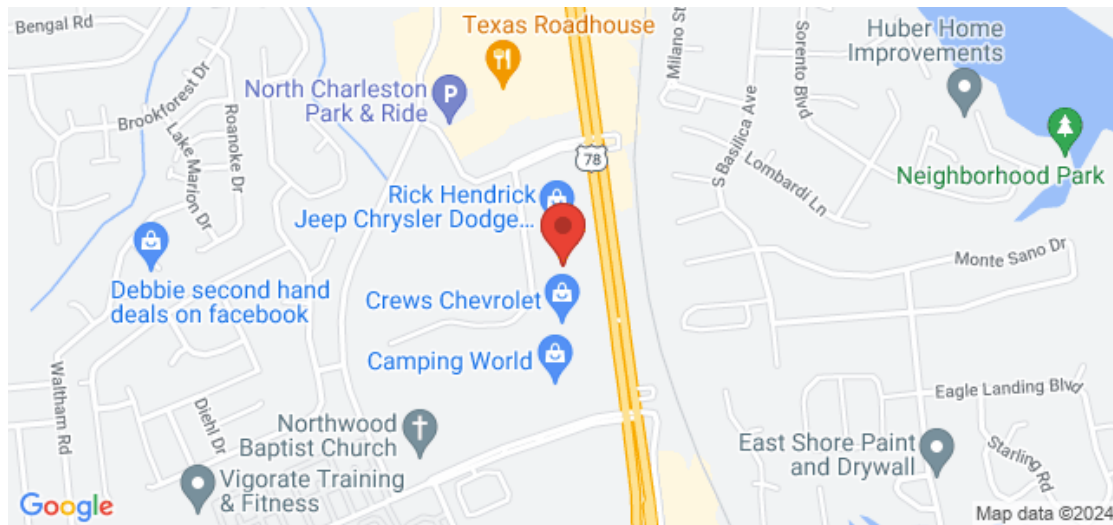 Bengal Rd
Texas Roadhouse
Milano St
Sorento Blvd
Huber Home
Improvements
North Charleston
Park & Ride
Brookforest Dr
Roanoke Dr
Lake Marion Dr
78
S Basilica Ave
Lombardi Ln
Neighborhood Park
Rick Hendrick
Jeep Chrysler Dodge...
Monte Sano Dr
Debbie second hand
deals on facebook
Crews Chevrolet
Camping World
Waltham Rd
Diehl Dr
Eagle Landing Blvd
Northwood
Baptist Church
East Shore Paint
and Drywall
Starling Rd
Vigorate Training
& Fitness
Google
Map data ©2024